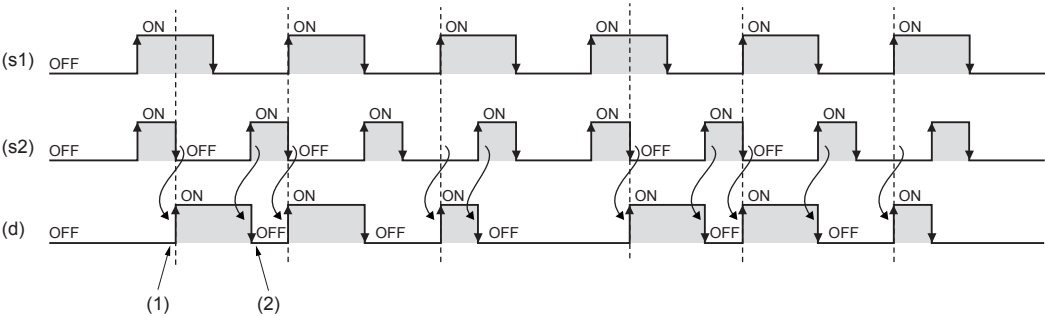 ON ON ON ON ON ON
(s1) OFF
ON ON ON ON ON ON ON ON
(s2) OFF OFF OFF OFF OFF
ON ON ON ON ON ON
(d) OFF OFF OFF OFF OFF OFF
(1) (2)